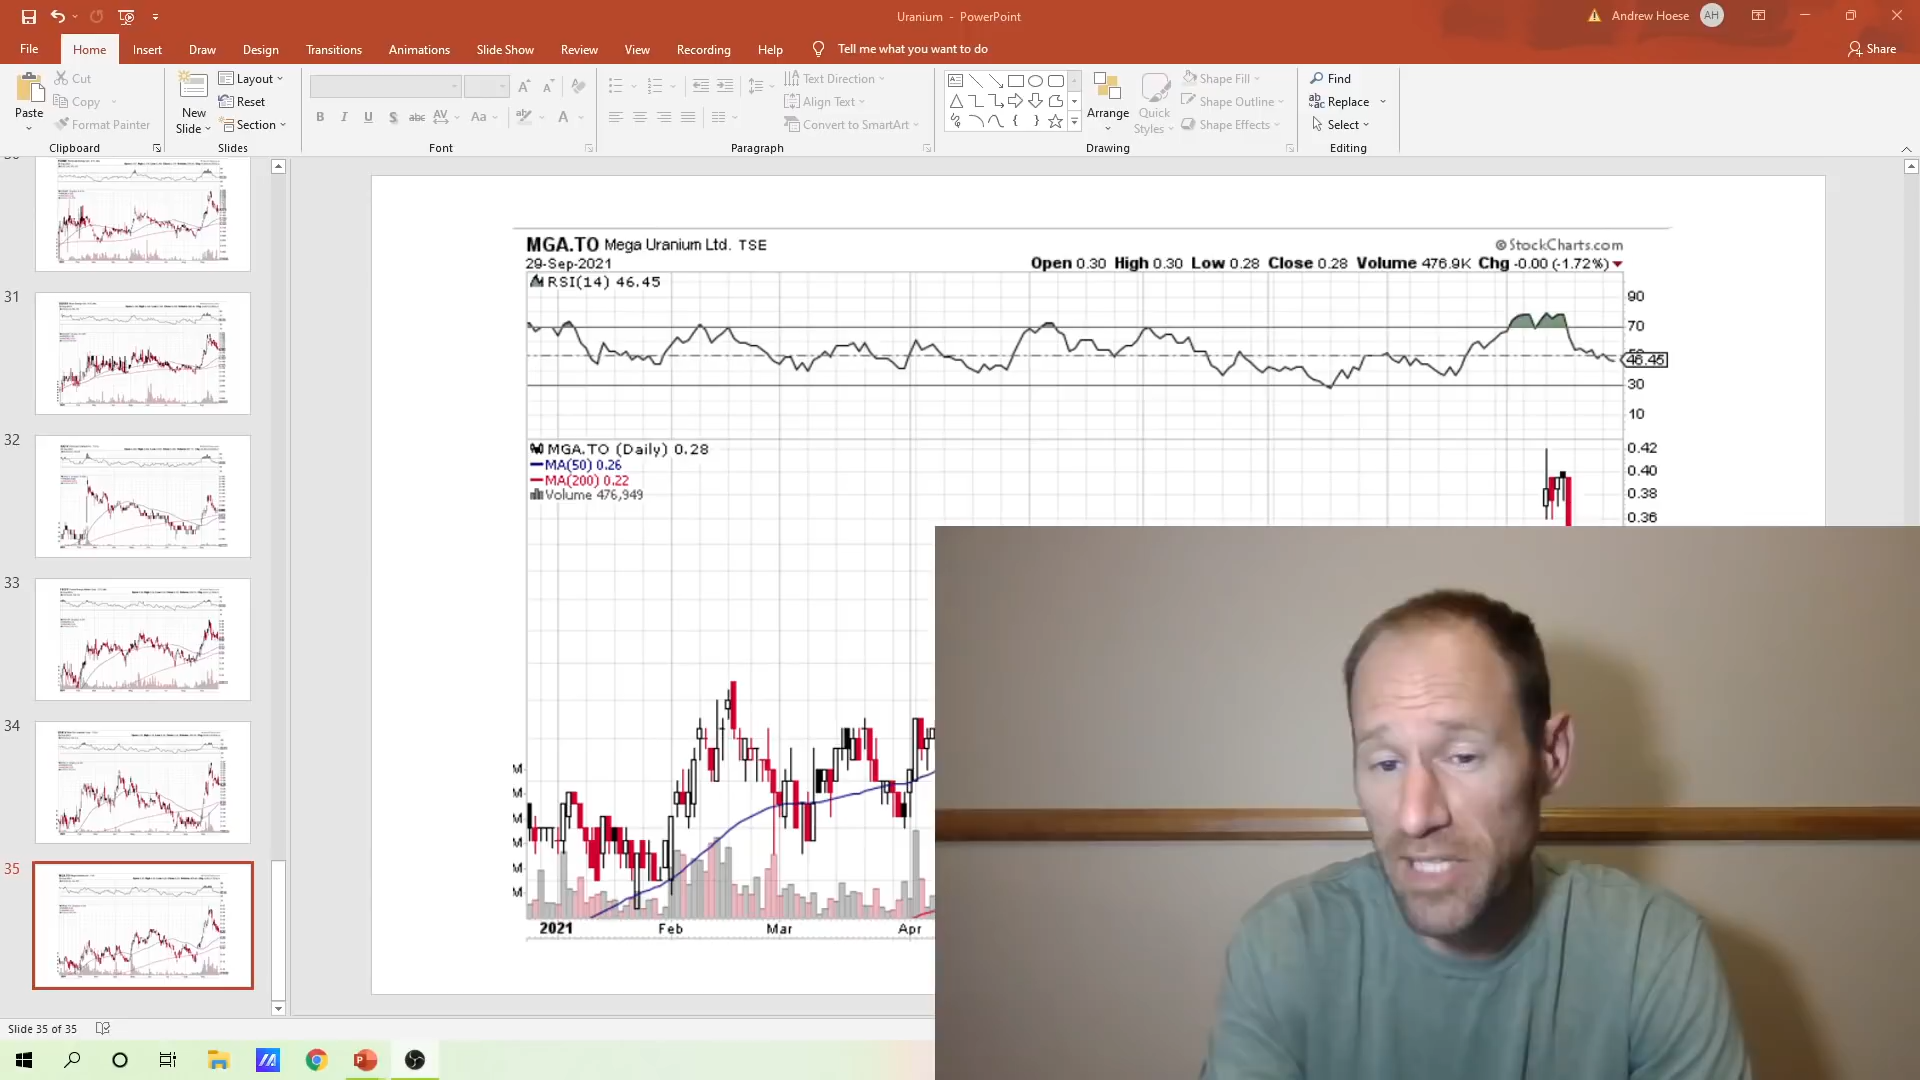 Uranium - PowerPoint
Andrew Hoese AH
File Home Insert Draw Design Transitions Animations Slide Show Review View Recording Help Tell me what you want to do Share
Paste
Cut
Copy
Format Painter
Clipboard
New
Slide
Layout
Reset
Section
Slides
Font
Text Direction
Align Text
Convert to SmartArt
Paragraph
Arrange
Quick
Styles
Shape Fill
Shape Outline
Shape Effects
Drawing
Find
Replace
Select
Editing
31
32
33
34
35
MGA.TO Mega Uranium Ltd. TSE
©StockCharts.com
29-Sep-2021
Open 0.30 High 0.30 Low 0.28 Close 0.28 Volume 476.9K Chg -0.00 (-1.72%)
RSI(14) 46.45
90
70
46.45
30
10
MGA.TO (Daily) 0.28
MA(50) 0.26
MA(200) 0.22
Volume 476,949
0.42
0.40
0.38
0.36
2021 Feb Mar Apr
Slide 35 of 35